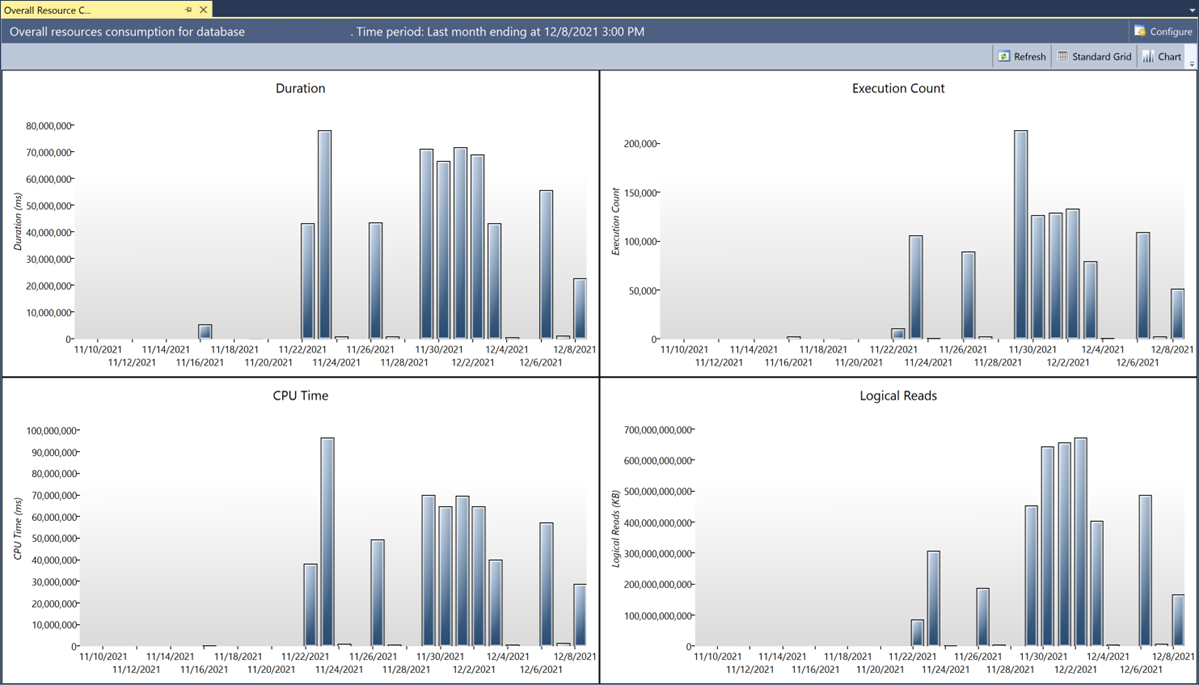 Overall Resource C...
Overall resources consumption for database . Time period: Last month ending at 12/8/2021 3:00 PM
Configure
Refresh Standard Grid Chart
Duration
80,000,000
70,000,000
60,000,000
50,000,000
40,000,000
30,000,000
20,000,000
10,000,000
0
Duration (ms)
11/10/2021 11/14/2021 11/18/2021 11/22/2021 11/26/2021 11/30/2021 12/4/2021 12/8/2021
11/12/2021 11/16/2021 11/20/2021 11/24/2021 11/28/2021 12/2/2021 12/6/2021
Execution Count
200,000
150,000
100,000
50,000
0
Execution Count
11/10/2021 11/14/2021 11/18/2021 11/22/2021 11/26/2021 11/30/2021 12/4/2021 12/8/2021
11/12/2021 11/16/2021 11/20/2021 11/24/2021 11/28/2021 12/2/2021 12/6/2021
CPU Time
100,000,000
90,000,000
80,000,000
70,000,000
60,000,000
50,000,000
40,000,000
30,000,000
20,000,000
10,000,000
0
CPU Time (ms)
11/10/2021 11/14/2021 11/18/2021 11/22/2021 11/26/2021 11/30/2021 12/4/2021 12/8/2021
11/12/2021 11/16/2021 11/20/2021 11/24/2021 11/28/2021 12/2/2021 12/6/2021
Logical Reads
700,000,000,000
600,000,000,000
500,000,000,000
400,000,000,000
300,000,000,000
200,000,000,000
100,000,000,000
0
Logical Reads (KB)
11/10/2021 11/14/2021 11/18/2021 11/22/2021 11/26/2021 11/30/2021 12/4/2021 12/8/2021
11/12/2021 11/16/2021 11/20/2021 11/24/2021 11/28/2021 12/2/2021 12/6/2021